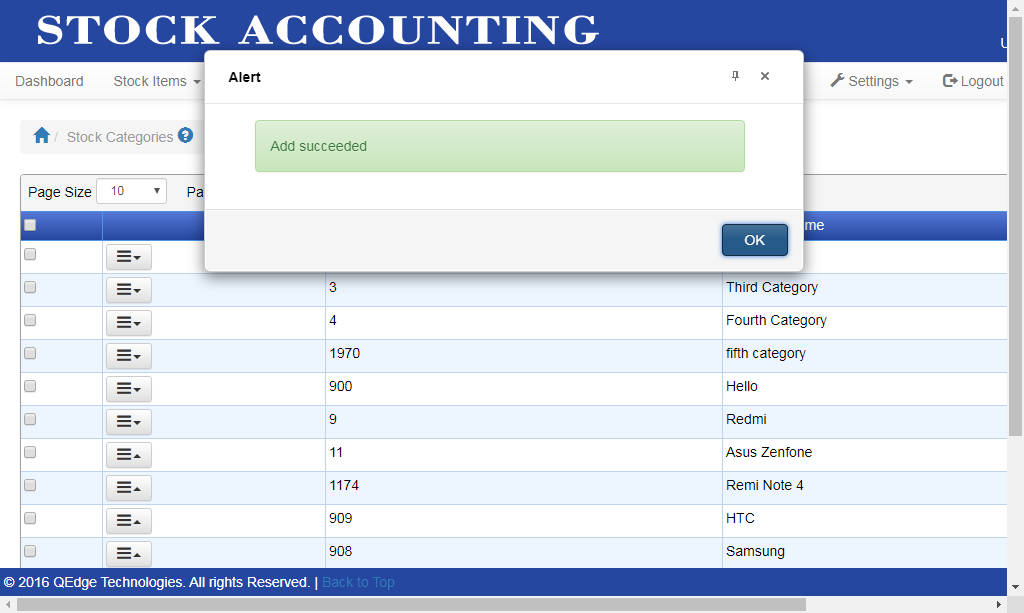 STOCK ACCOUNTING
Dashboard Stock Items Settings Logout
Alert
Stock Categories
Add succeeded
Page Size 10
OK
3 Third Category
4 Fourth Category
1970 fifth category
900 Hello
9 Redmi
11 Asus Zenfone
1174 Remi Note 4
909 HTC
908 Samsung
© 2016 QEdge Technologies. All rights Reserved. | Back to Top